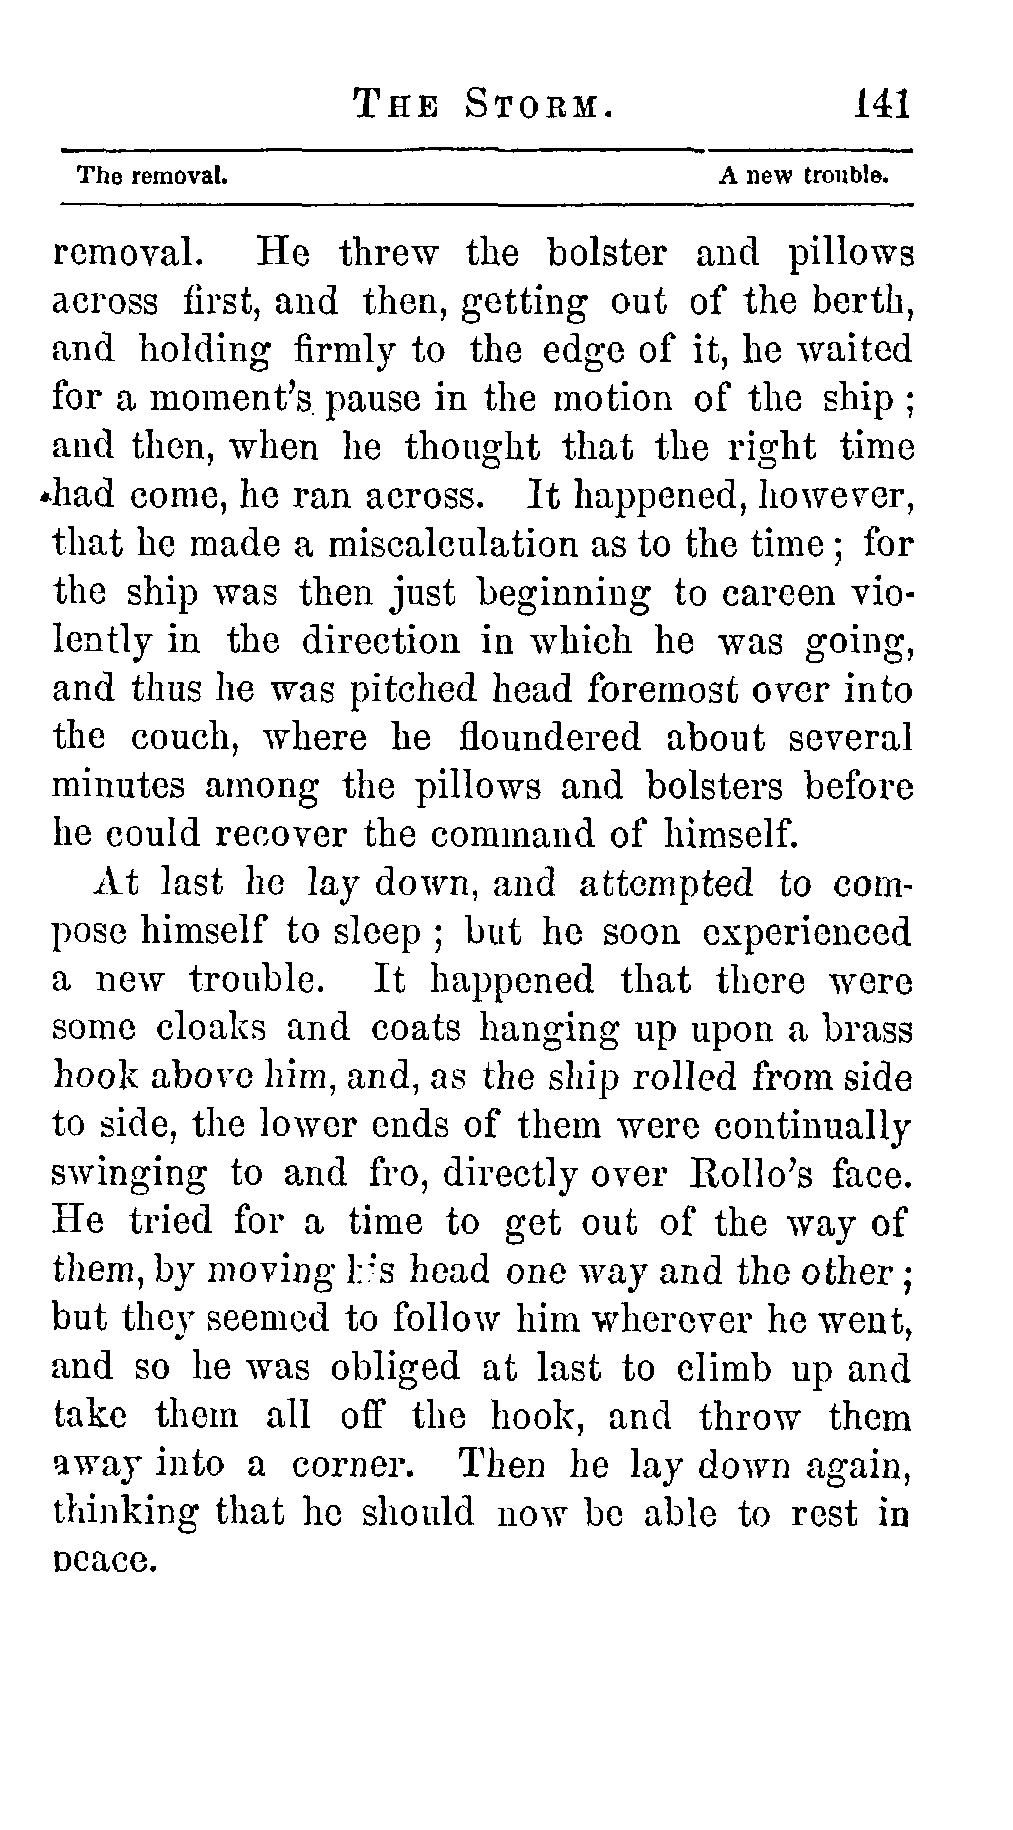 THE STORM. 141
The removal. A new trouble.
removal. He threw the bolster and pillows
across first, and then, getting out of the berth,
and holding firmly to the edge of it, he waited
for a moment's pause in the motion of the ship ;
and then, when he thought that the right time
had come, he ran across. It happened, however,
that he made a miscalculation as to the time ; for
the ship was then just beginning to careen vio-
lently in the direction in which he was going,
and thus he was pitched head foremost over into
the couch, where he floundered about several
minutes among the pillows and bolsters before
he could recover the command of himself.
At last he lay down, and attempted to com-
pose himself to sleep ; but he soon experienced
a new trouble. It happened that there were
some cloaks and coats hanging up upon a brass
hook above him, and, as the ship rolled from side
to side, the lower ends of them were continually
swinging to and fro, directly over Rollo's face.
He tried for a time to get out of the way of
them, by moving his head one way and the other ;
but they seemed to follow him wherever he went,
and so he was obliged at last to climb up and
take them all off the hook, and throw them
away into a corner. Then he lay down again,
thinking that he should now be able to rest in
peace.